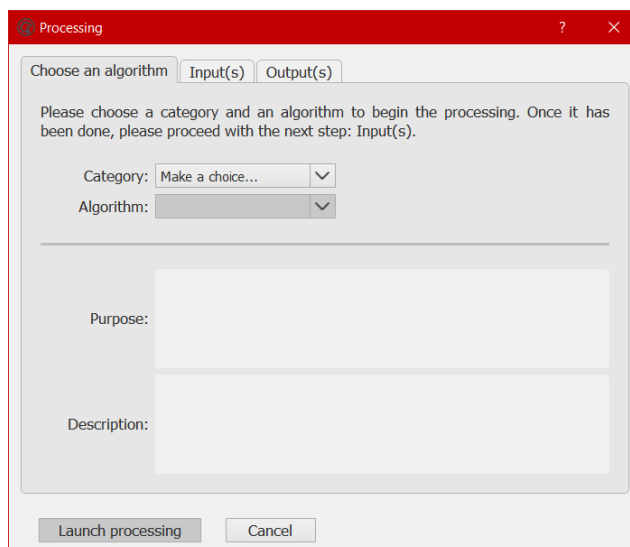 Processing
Choose an algorithm Input(s) Output(s)
Please choose a category and an algorithm to begin the processing. Once it has
been done, please proceed with the next step: Input(s).
Category: Make a choice...
Algorithm:
Purpose:
Description:
Launch processing Cancel